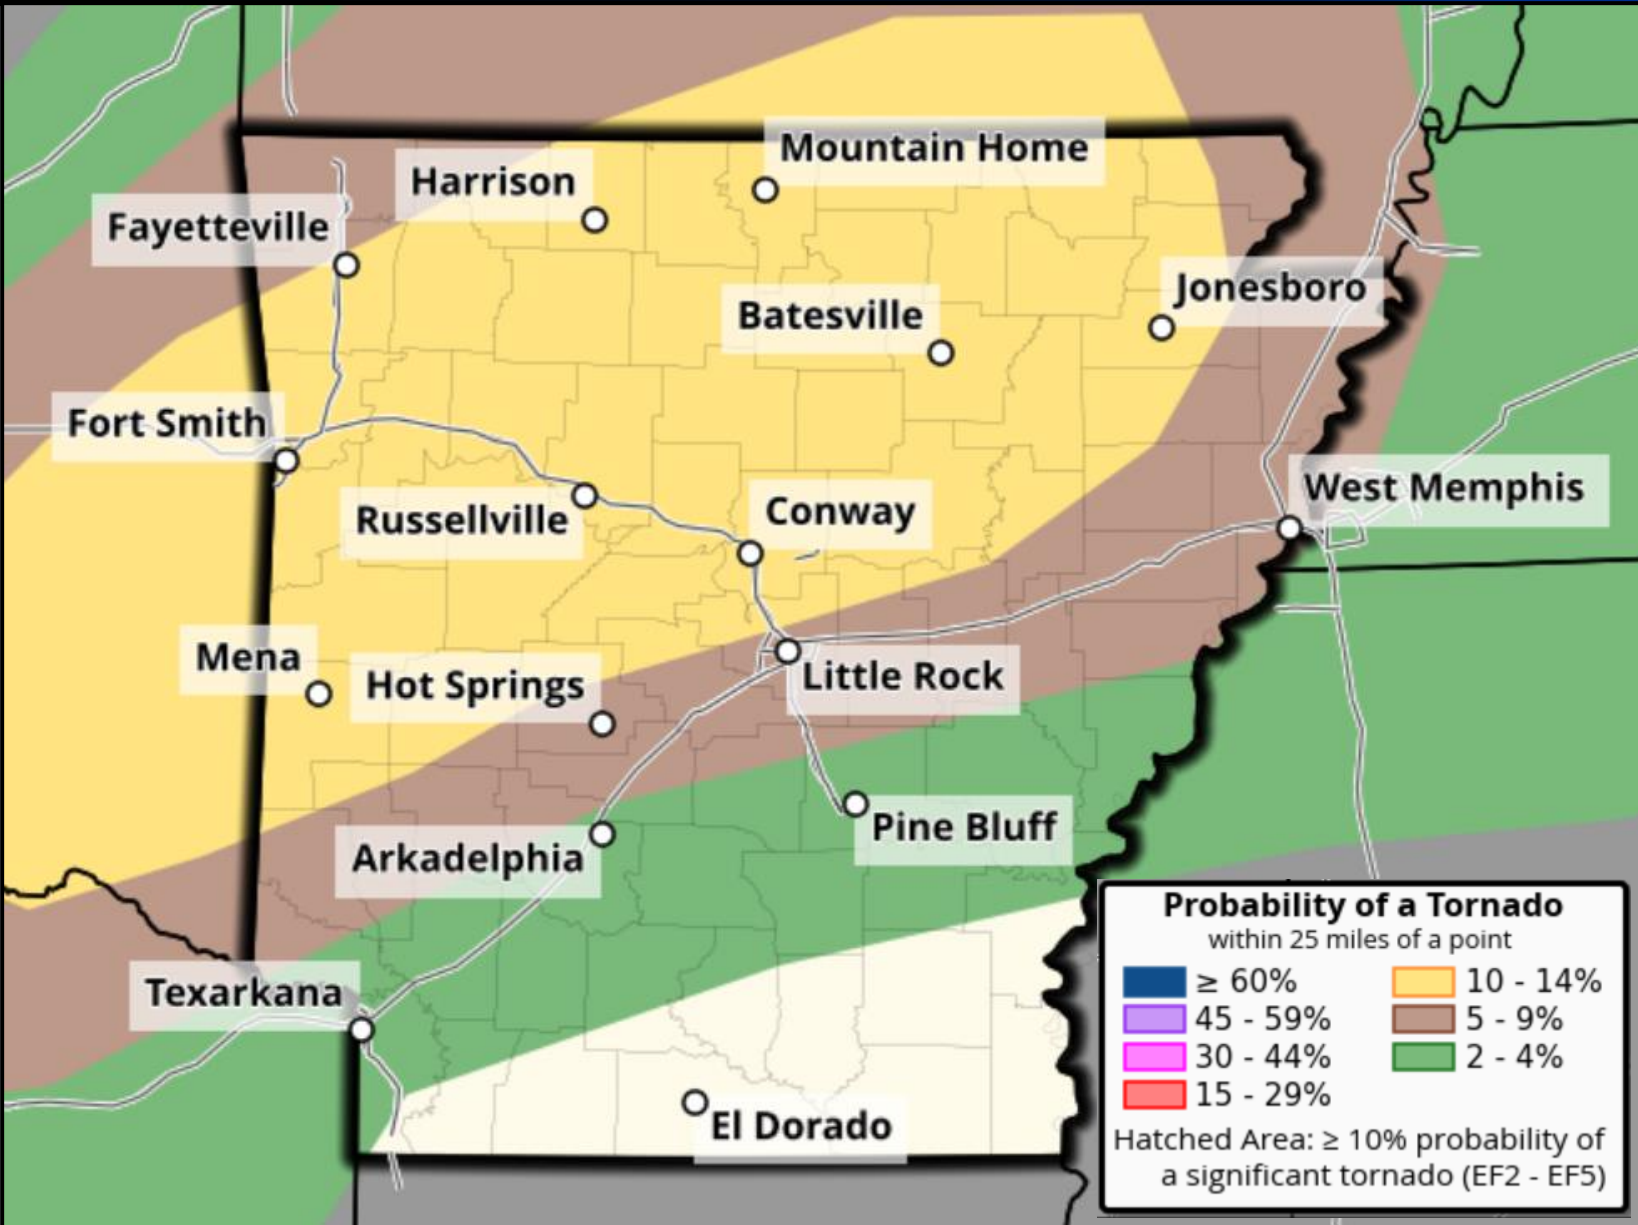 Mountain Home
Harrison
Fayetteville
Jonesboro
Batesville
Fort Smith
West Memphis
Conway
Russellville
Mena
Hot Springs
Little Rock
Pine Bluff
Arkadelphia
Texarkana
El Dorado
Probability of a Tornado
within 25 miles of a point
≥ 60%
10 - 14%
45 - 59%
5 - 9%
30 - 44%
2 - 4%
15 - 29%
Hatched Area: ≥ 10% probability of
a significant tornado (EF2 - EF5)